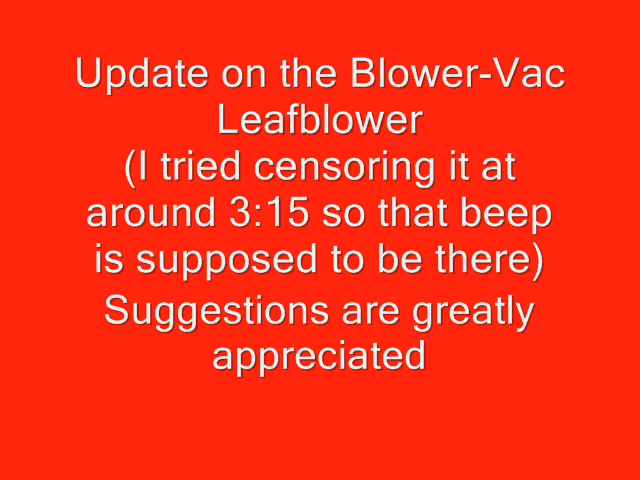 Update on the Blower-Vac
Leafblower
(I tried censoring it at
around 3:15 so that beep
is supposed to be there)
Suggestions are greatly
appreciated